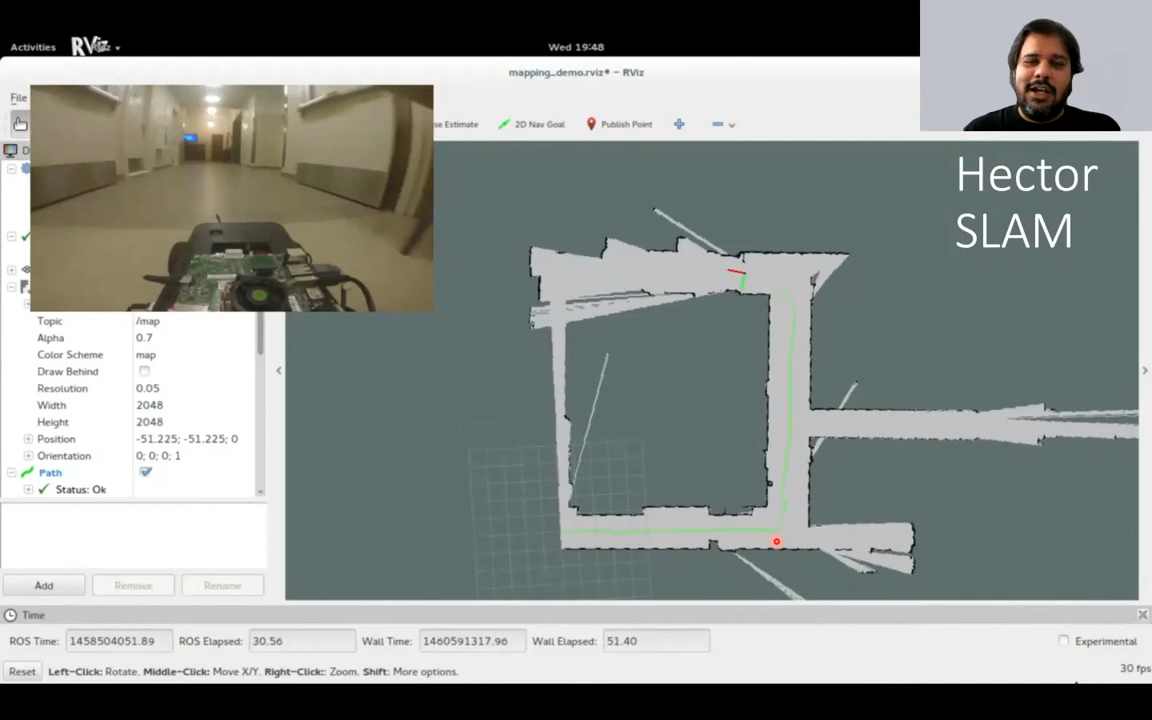 Activities RViz
Wed 19:48
mapping_demo.rviz* - RViz
File
se Estimate 2D Nav Goal Publish Point
D
Hector
SLAM
Topic /map
Alpha 0.7
Color Scheme map
Draw Behind
Resolution 0.05
Width 2048
Height 2048
Position -51.225; -51.225; 0
Orientation 0; 0; 0; 1
Path
Status: Ok
Add Remove Rename
Time
ROS Time: 1458504051.89 ROS Elapsed: 30.56 Wall Time: 1460591317.96 Wall Elapsed: 51.40 Experimental
Reset Left-Click: Rotate. Middle-Click: Move X/Y. Right-Click:: Zoom. Shift: More options. 30 fps